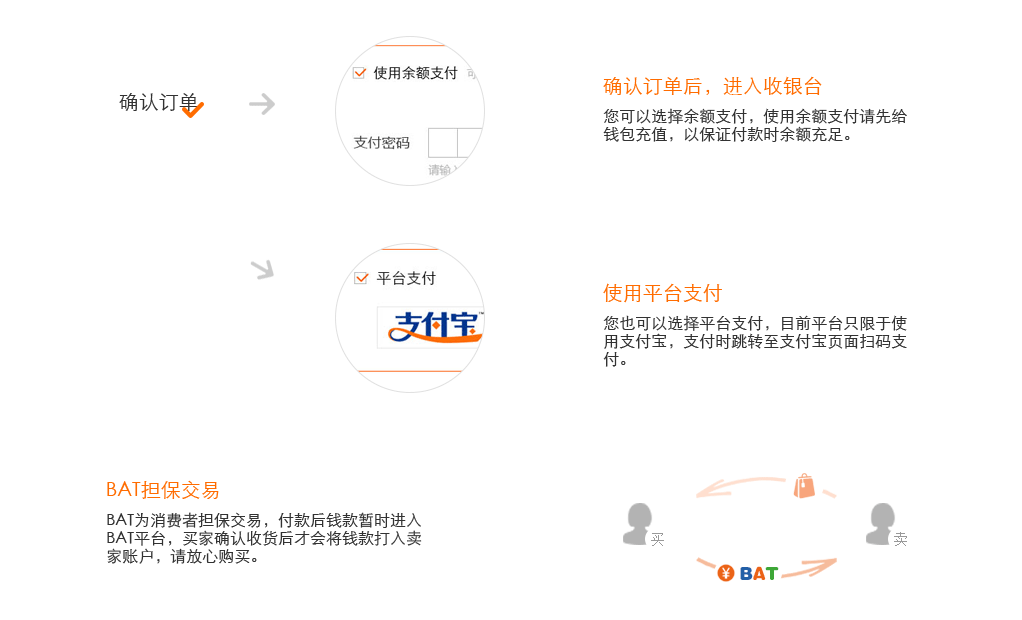 确认订单
使用余额支付
支付密码
请输入
确认订单后，进入收银台
您可以选择余额支付，使用余额支付请先给
钱包充值，以保证付款时余额充足。
平台支付
支付宝™
使用平台支付
您也可以选择平台支付，目前平台只限于使
用支付宝，支付时跳转至支付宝页面扫码支
付。
BAT担保交易
BAT为消费者担保交易，付款后钱款暂时进入
BAT平台，买家确认收货后才会将钱款打入卖
家账户，请放心购买。
买
卖
¥ BAT